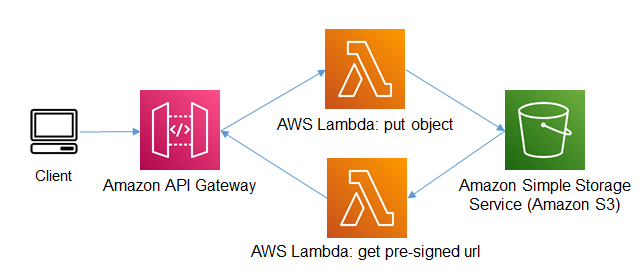 AWS Lambda: put object
Client
Amazon API Gateway
Amazon Simple Storage
Service (Amazon S3)
AWS Lambda: get pre-signed url